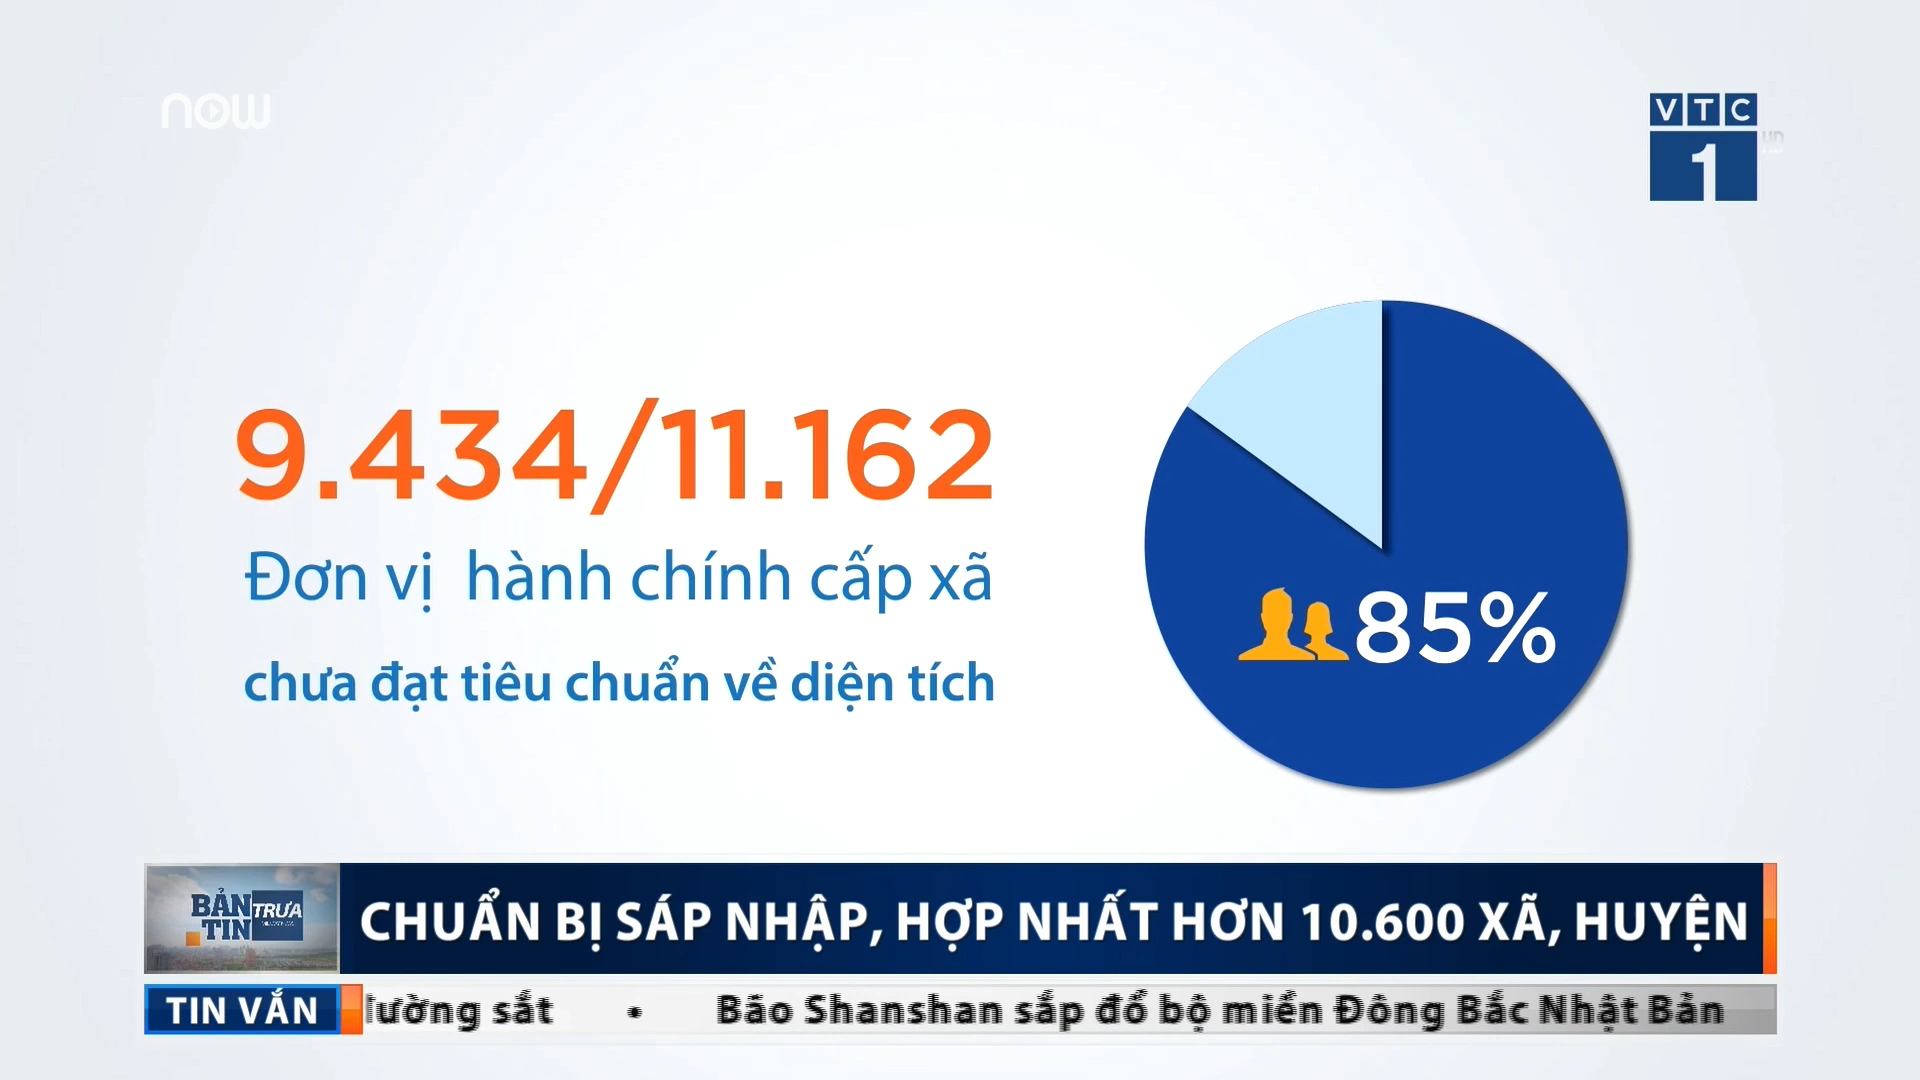 now
VTC
1
HD
9.434/11.162
Đơn vị hành chính cấp xã
chưa đạt tiêu chuẩn về diện tích
85%
BẢN TIN TRƯA
CHUẨN BỊ SÁP NHẬP, HỢP NHẤT HƠN 10.600 XÃ, HUYỆN
TIN VẮN
đường sắt • Bão Shanshan sắp đổ bộ miền Đông Bắc Nhật Bản